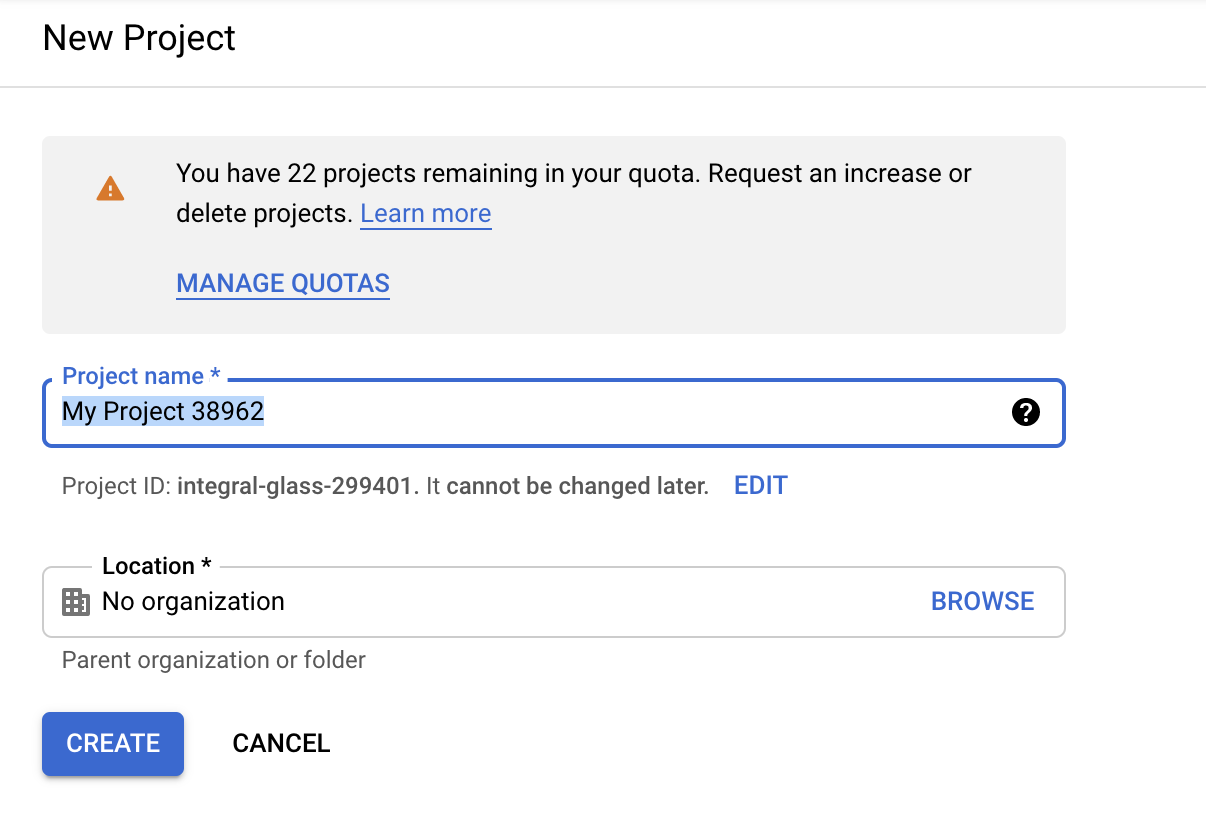 New Project
You have 22 projects remaining in your quota. Request an increase or
delete projects. Learn more
MANAGE QUOTAS
Project name *
My Project 38962
Project ID: integral-glass-299401. It cannot be changed later. EDIT
Location *
No organization BROWSE
Parent organization or folder
CREATE CANCEL